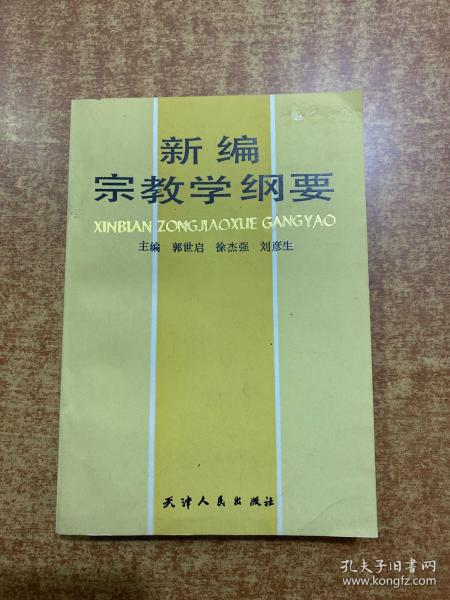 新编
宗教学纲要
XINBIAN ZONGJIAOXUE GANGYAO
主编 郭世启 徐杰强 刘彦生
天津人民出版社
孔夫子旧书网
www.kongfz.com